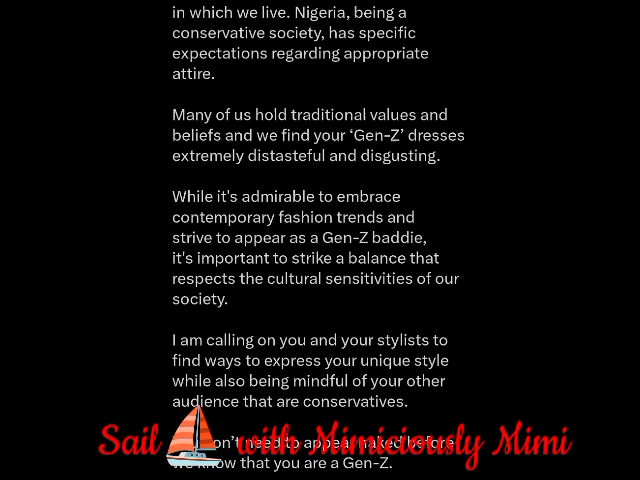 in which we live. Nigeria, being a
conservative society, has specific
expectations regarding appropriate
attire.
Many of us hold traditional values and
beliefs and we find your ‘Gen-Z’ dresses
extremely distasteful and disgusting.
While it's admirable to embrace
contemporary fashion trends and
strive to appear as a Gen-Z baddie,
it's important to strike a balance that
respects the cultural sensitivities of our
society.
I am calling on you and your stylists to
find ways to express your unique style
while also being mindful of your other
audience that are conservatives.
need to appear naked before
Sail with Mimiciously Mimi
know that you are a Gen-Z.